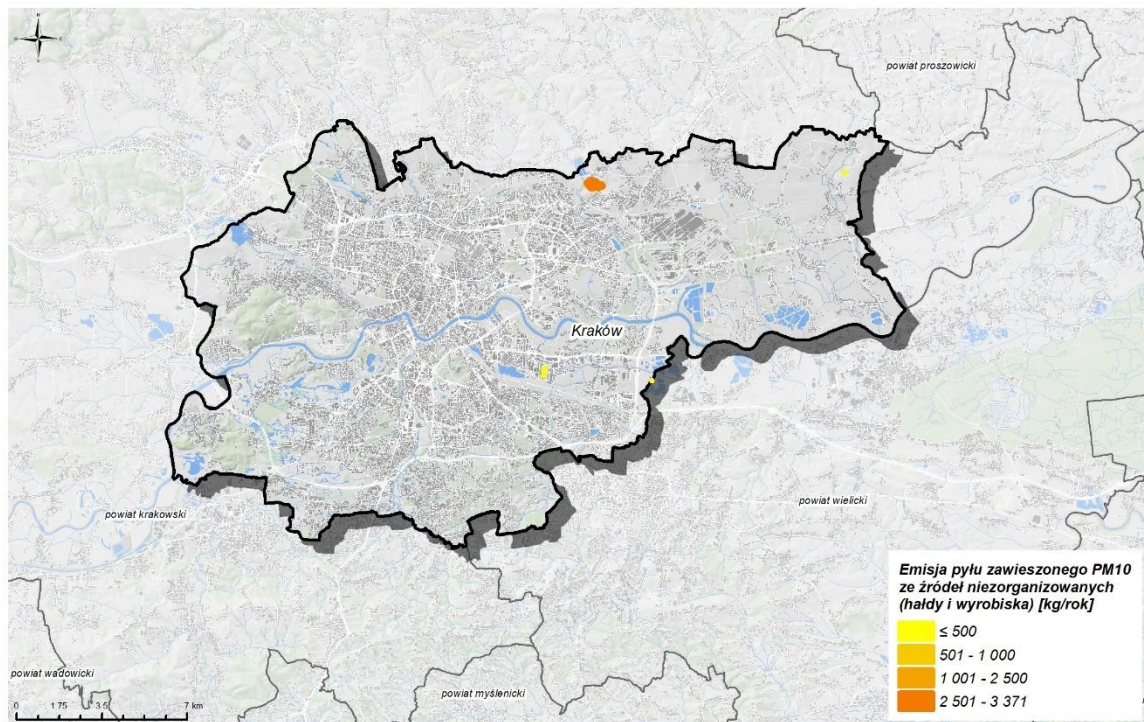 powiat proszowicki
Kraków
powiat krakowski
powiat wielicki
powiat wadowicki
powiat myślenicki
0 1.75 3.5 7 km
Emisja pyłu zawieszonego PM10
ze źródeł niezorganizowanych
(hałdy i wyrobiska) [kg/rok]
≤ 500
501 - 1 000
1 001 - 2 500
2 501 - 3 371